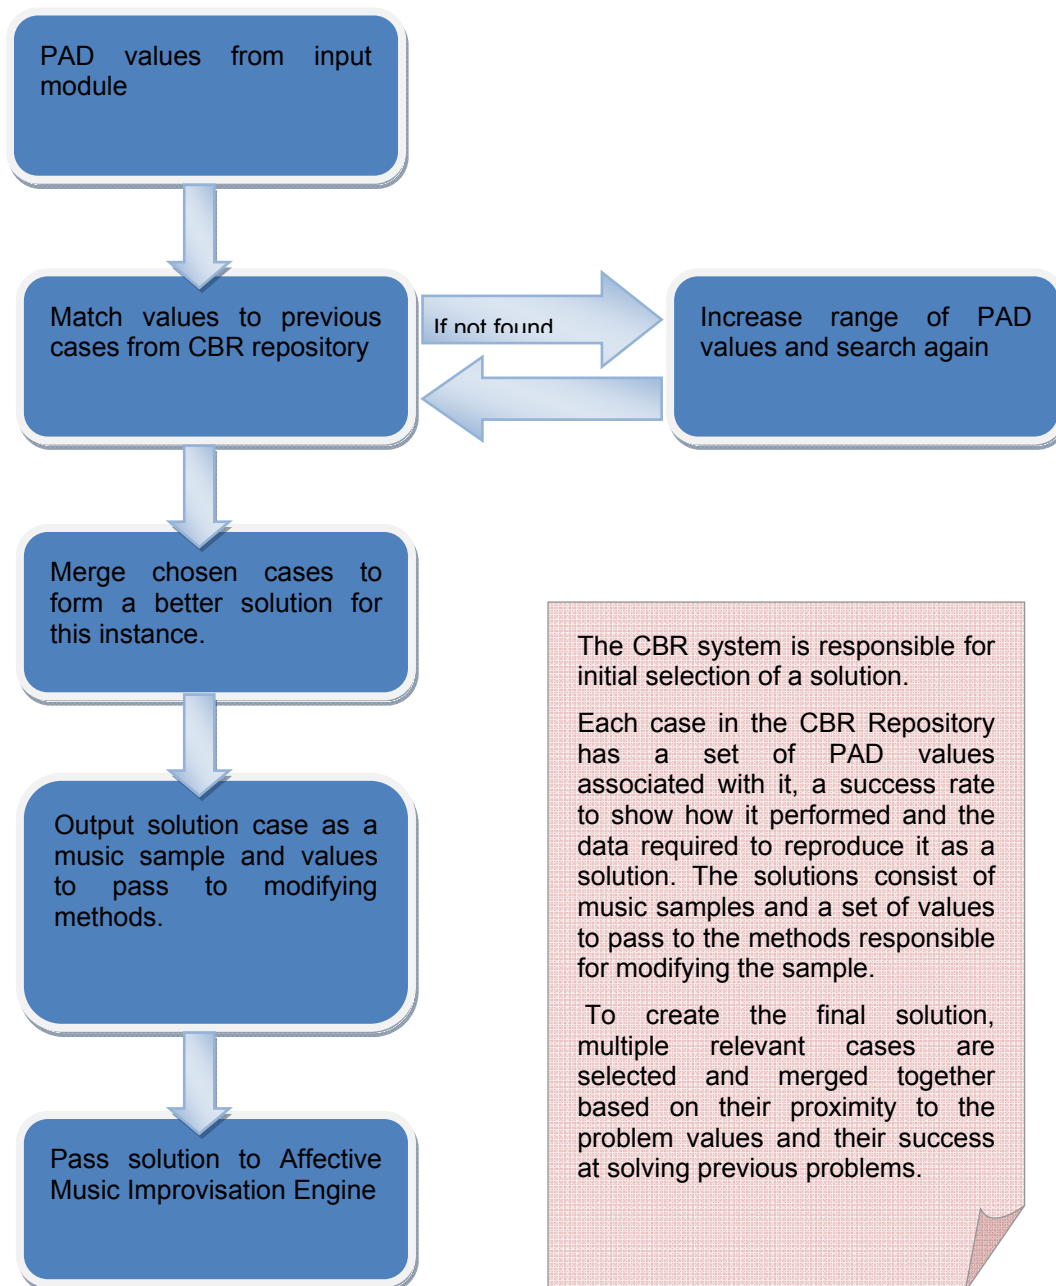 PAD values from input
module
Match values to previous
cases from CBR repository
If not found
Increase range of PAD
values and search again
Merge chosen cases to
form a better solution for
this instance.
Output solution case as a
music sample and values
to pass to modifying
methods.
Pass solution to Affective
Music Improvisation Engine
The CBR system is responsible for
initial selection of a solution.
Each case in the CBR Repository
has a set of PAD values
associated with it, a success rate
to show how it performed and the
data required to reproduce it as a
solution. The solutions consist of
music samples and a set of values
to pass to the methods responsible
for modifying the sample.
To create the final solution,
multiple relevant cases are
selected and merged together
based on their proximity to the
problem values and their success
at solving previous problems.